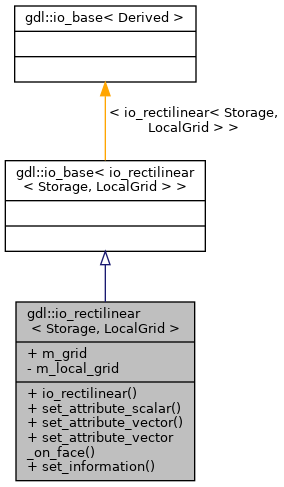 gdl::io_base< Derived >
< io_rectilinear< Storage,
LocalGrid > >
gdl::io_base< io_rectilinear
< Storage, LocalGrid > >
gdl::io_rectilinear
< Storage, LocalGrid >
+ m_grid
- m_local_grid
+ io_rectilinear()
+ set_attribute_scalar()
+ set_attribute_vector()
+ set_attribute_vector
_on_face()
+ set_information()